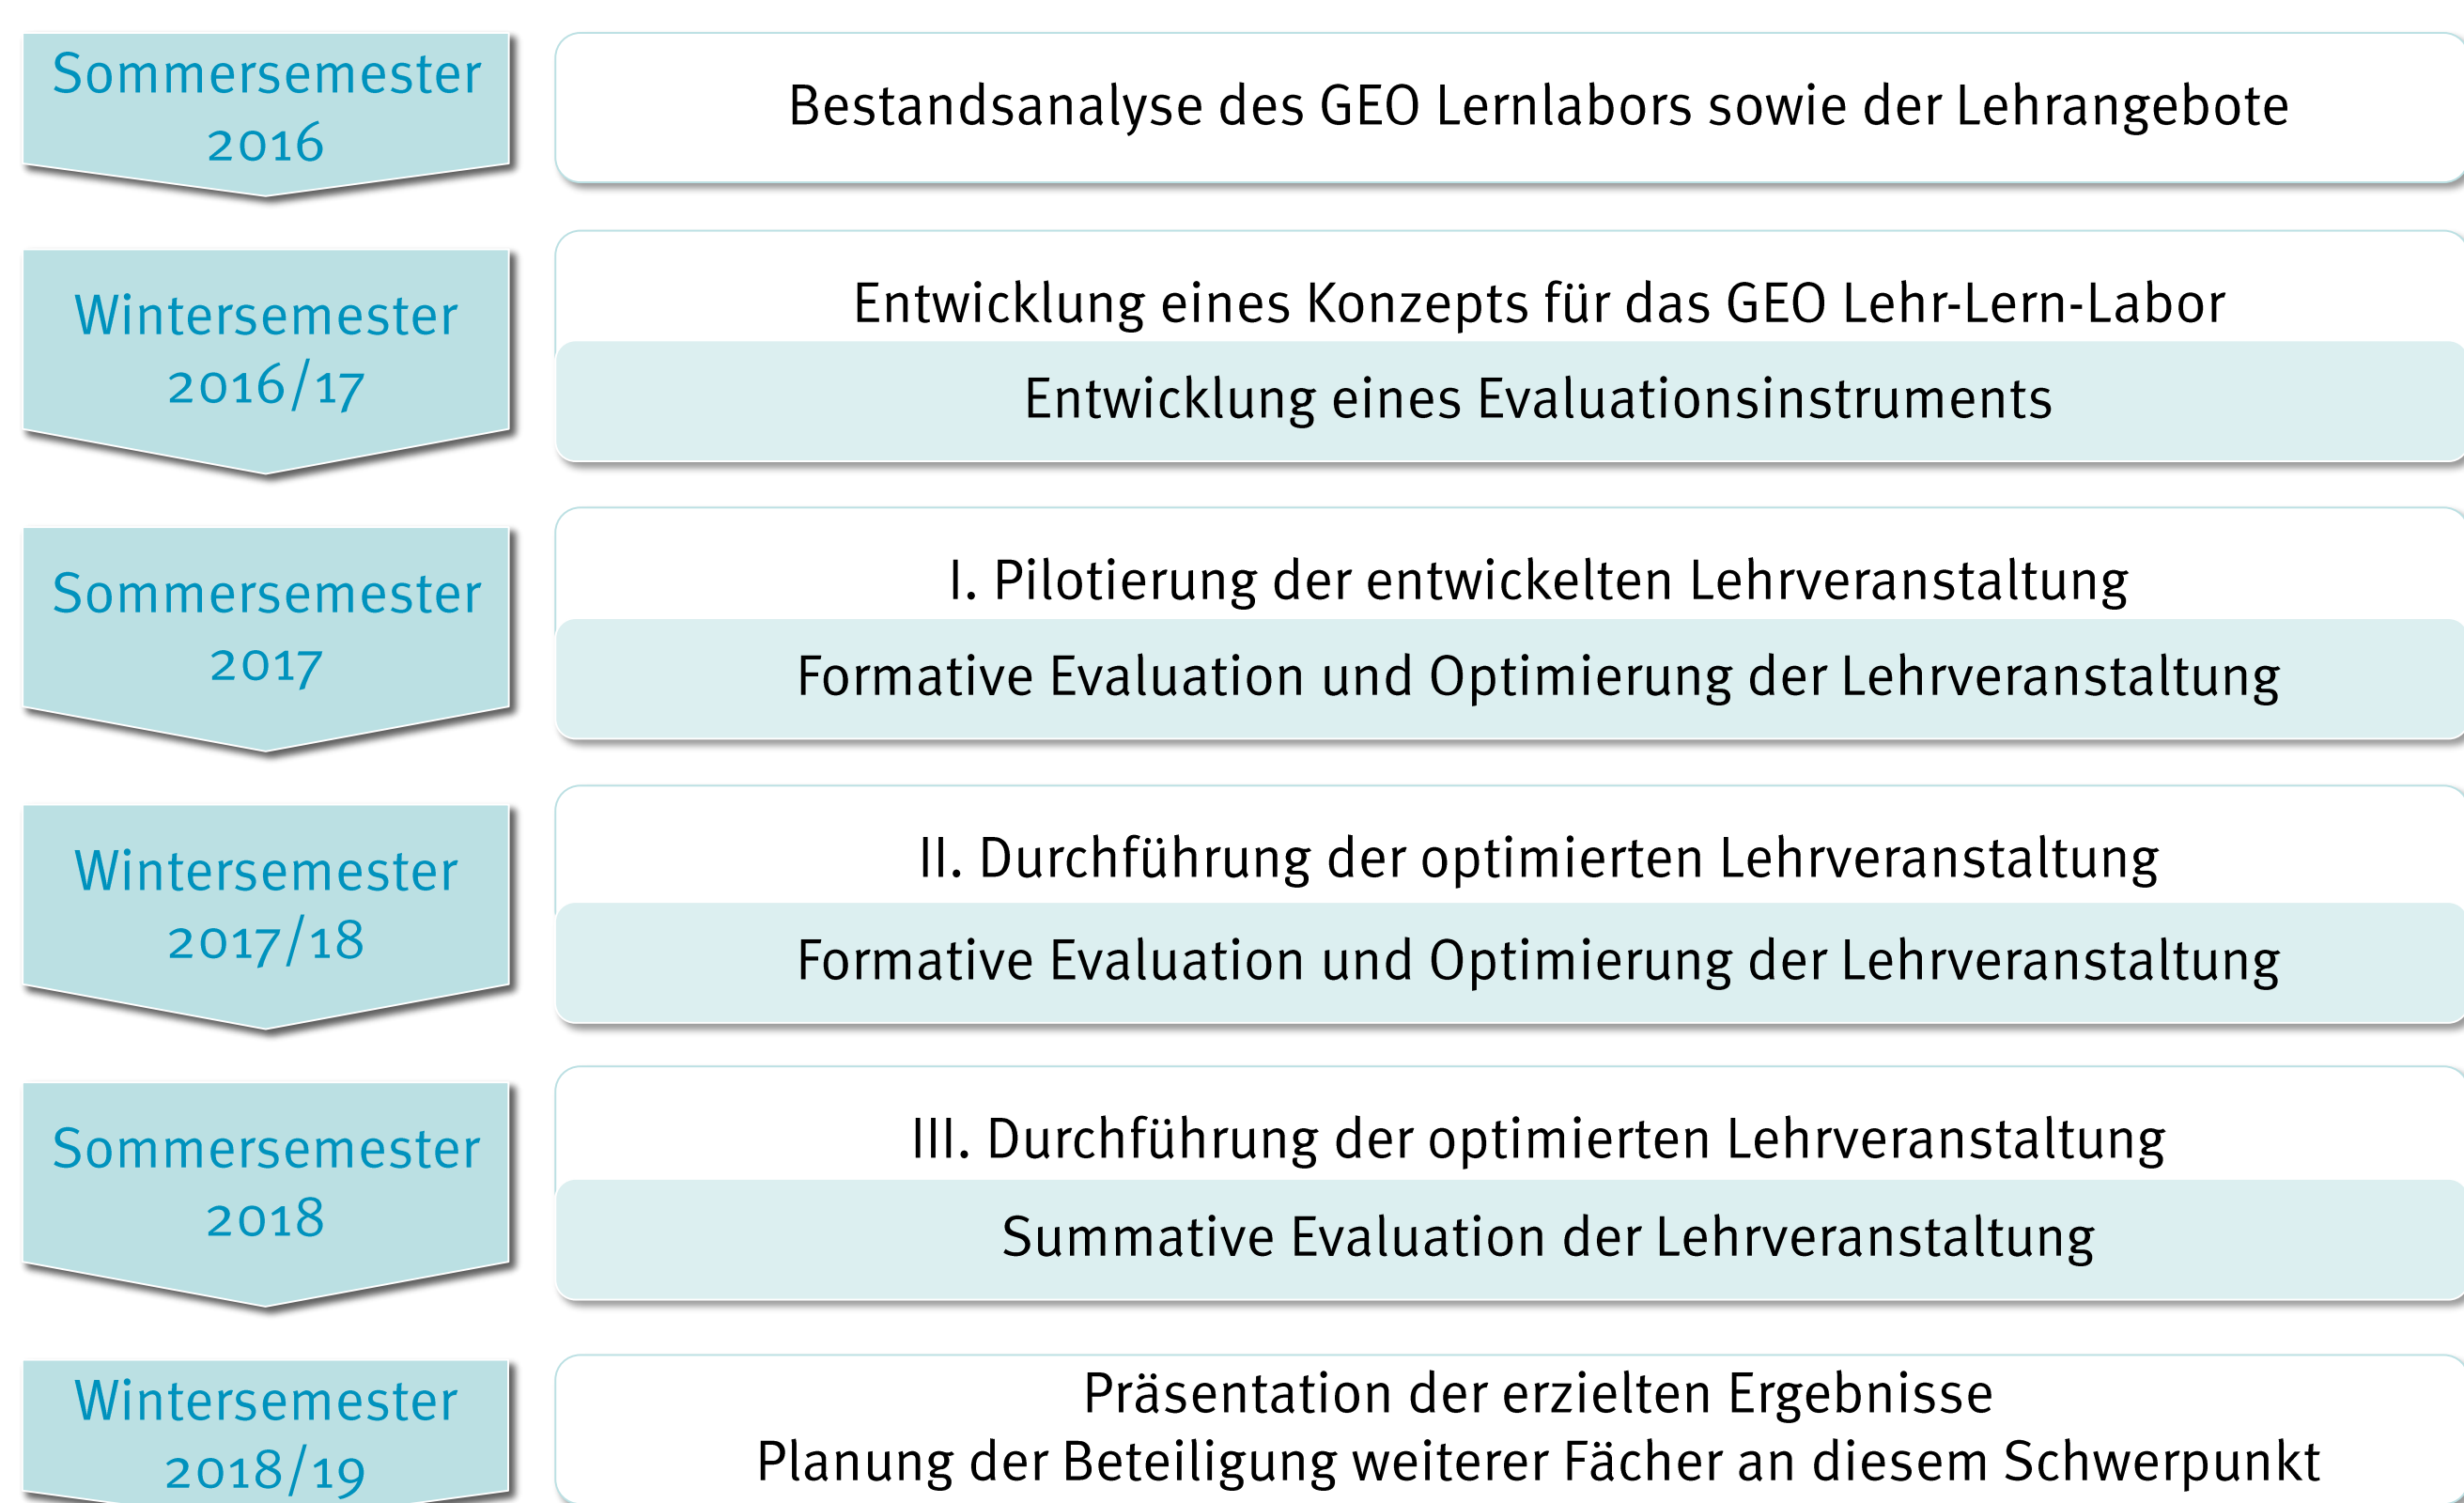 Sommersemester
2016
Bestandsanalyse des GEO Lernlabors sowie der Lehrangebote
Wintersemester
2016/17
Entwicklung eines Konzepts für das GEO Lehr-Lern-Labor
Entwicklung eines Evaluationsinstruments
Sommersemester
2017
I. Pilotierung der entwickelten Lehrveranstaltung
Formative Evaluation und Optimierung der Lehrveranstaltung
Wintersemester
2017/18
II. Durchführung der optimierten Lehrveranstaltung
Formative Evaluation und Optimierung der Lehrveranstaltung
Sommersemester
2018
III. Durchführung der optimierten Lehrveranstaltung
Summative Evaluation der Lehrveranstaltung
Wintersemester
2018/19
Präsentation der erzielten Ergebnisse
Planung der Beteiligung weiterer Fächer an diesem Schwerpunkt